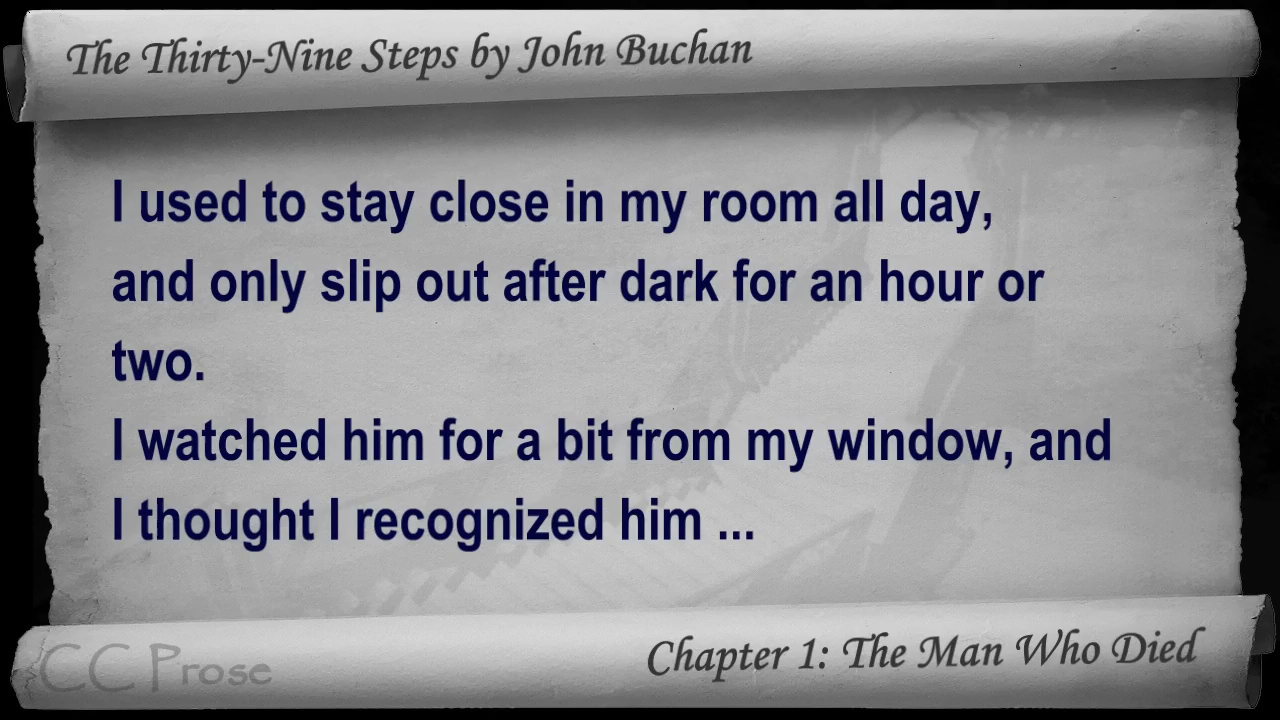 The Thirty-Nine Steps by John Buchan
I used to stay close in my room all day,
and only slip out after dark for an hour or
two.
I watched him for a bit from my window, and
I thought I recognized him ...
CC Prose
Chapter 1: The Man Who Died